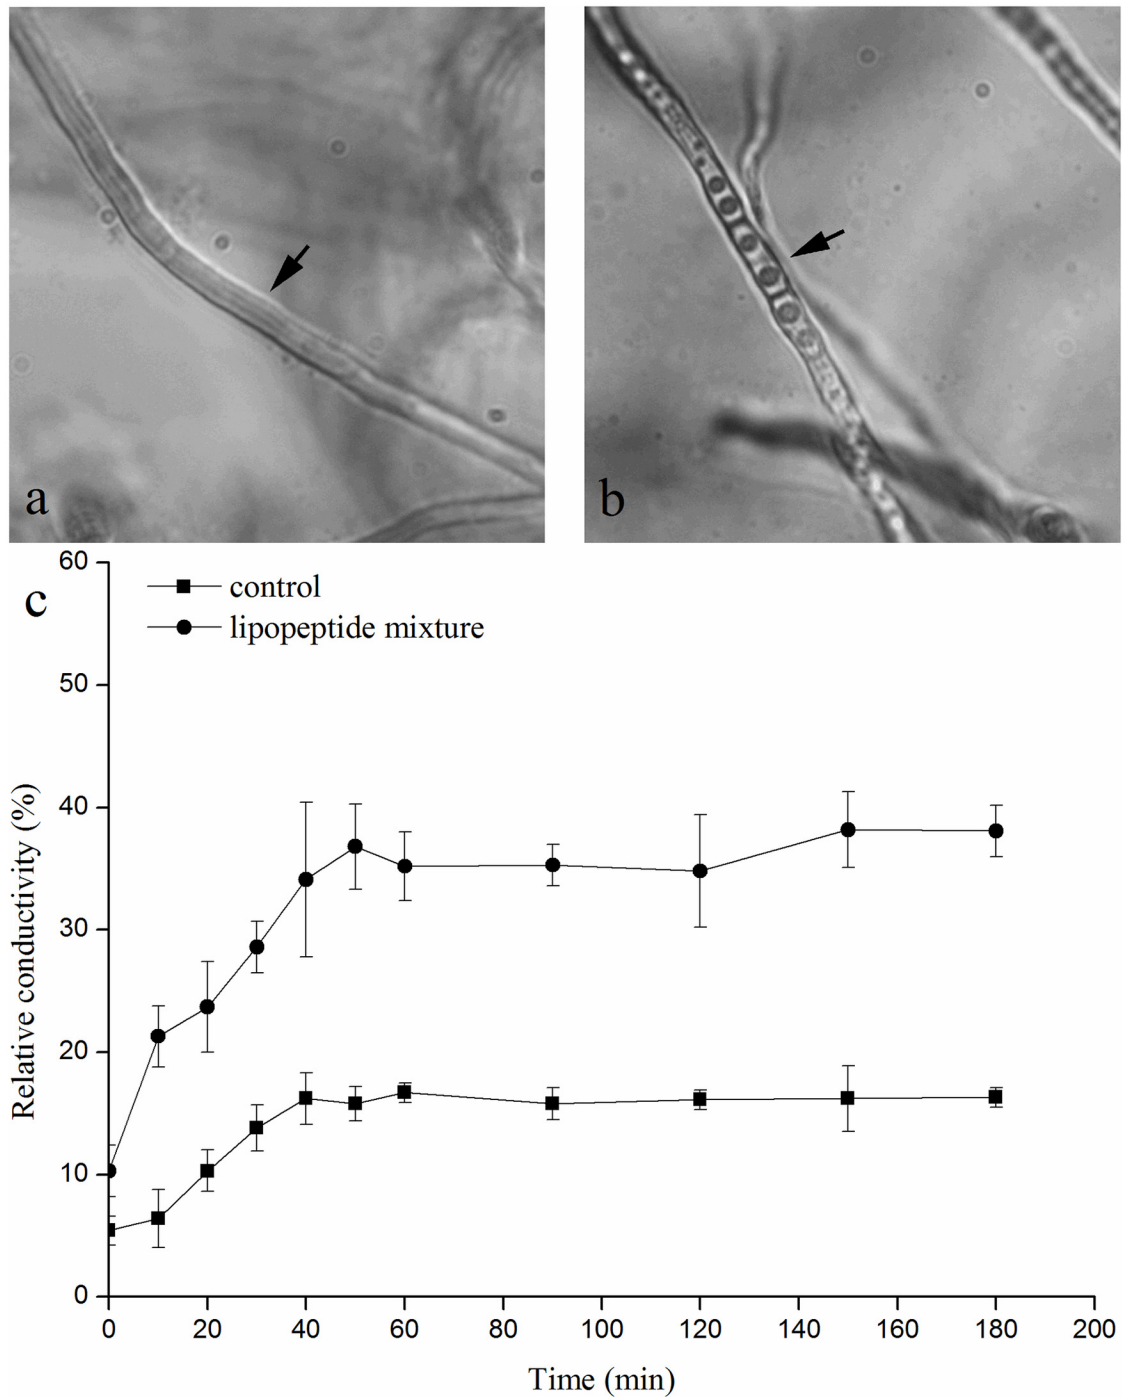 a
b
c
control
lipopeptide mixture
60
50
40
30
20
10
0
Relative conductivity (%)
0 20 40 60 80 100 120 140 160 180 200
Time (min)